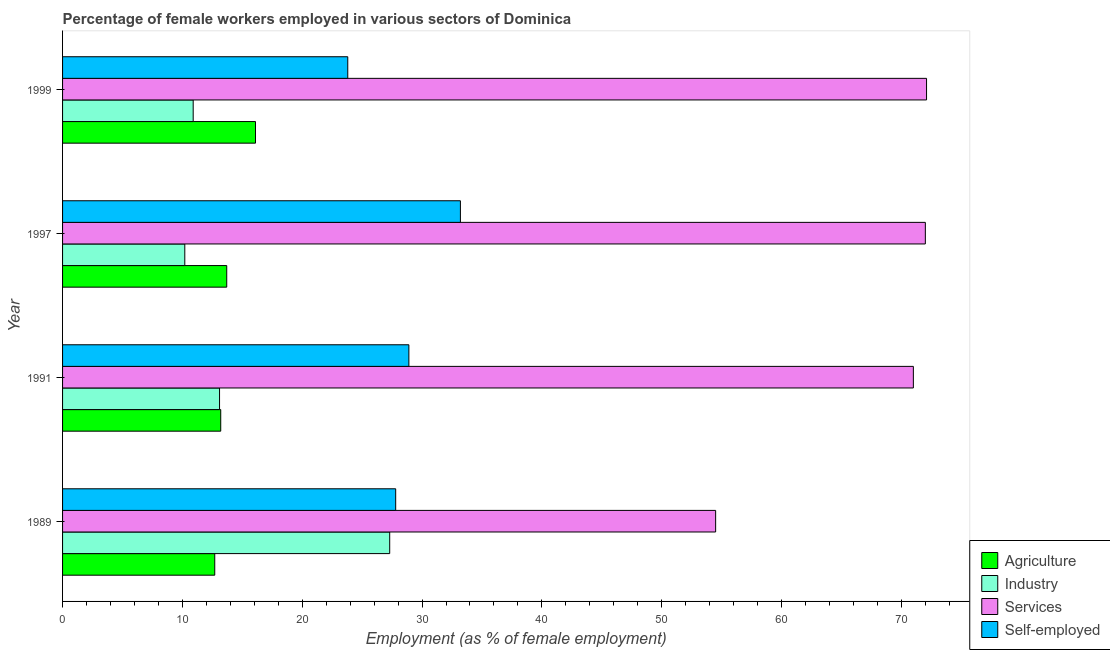 Percentage of female workers employed in various sectors of Dominica
1999
1997
1991
1989
Year
0 10 20 30 40 50 60 70
Employment (as % of female employment)
Agriculture
Industry
Services
Self-employed